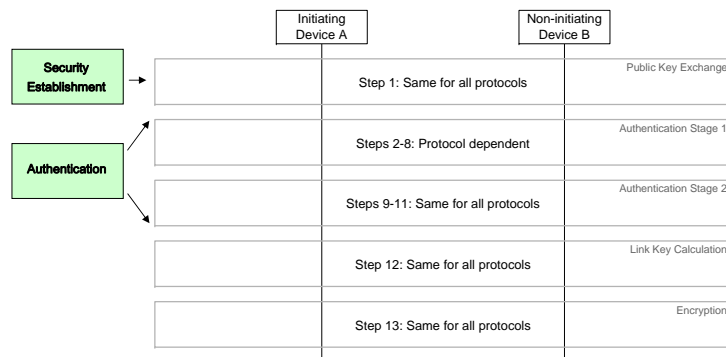 Initiating
Device A
Non-initiating
Device B
Security
Establishment
Public Key Exchange
Step 1: Same for all protocols
Authentication Stage 1
Steps 2-8: Protocol dependent
Authentication
Authentication Stage 2
Steps 9-11: Same for all protocols
Link Key Calculation
Step 12: Same for all protocols
Encryption
Step 13: Same for all protocols